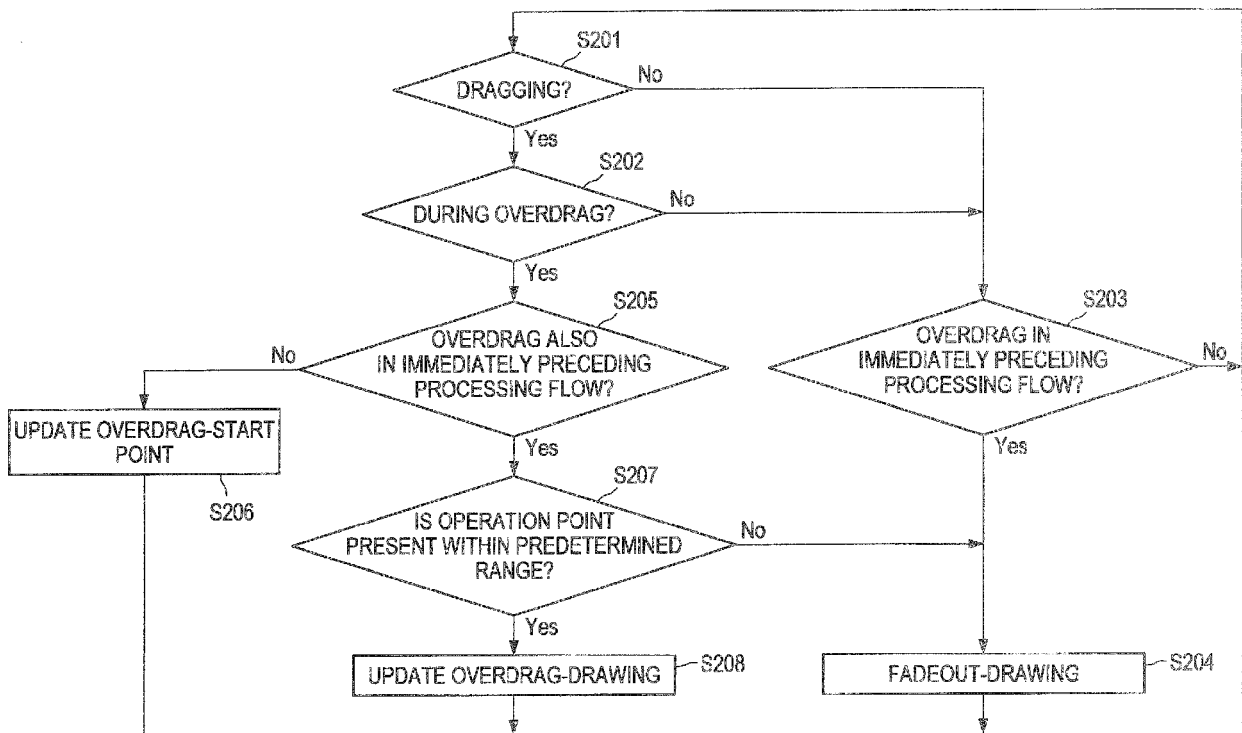 S201
DRAGGING?
No
Yes
S202
DURING OVERDRAG?
No
Yes
S205
OVERDRAG ALSO
IN IMMEDIATELY PRECEDING
PROCESSING FLOW?
No
Yes
S203
OVERDRAG IN
IMMEDIATELY PRECEDING
PROCESSING FLOW?
No
Yes
UPDATE OVERDRAG-START
POINT
S206
S207
IS OPERATION POINT
PRESENT WITHIN PREDETERMINED
RANGE?
No
Yes
UPDATE OVERDRAG-DRAWING
S208
FADEOUT-DRAWING
S204